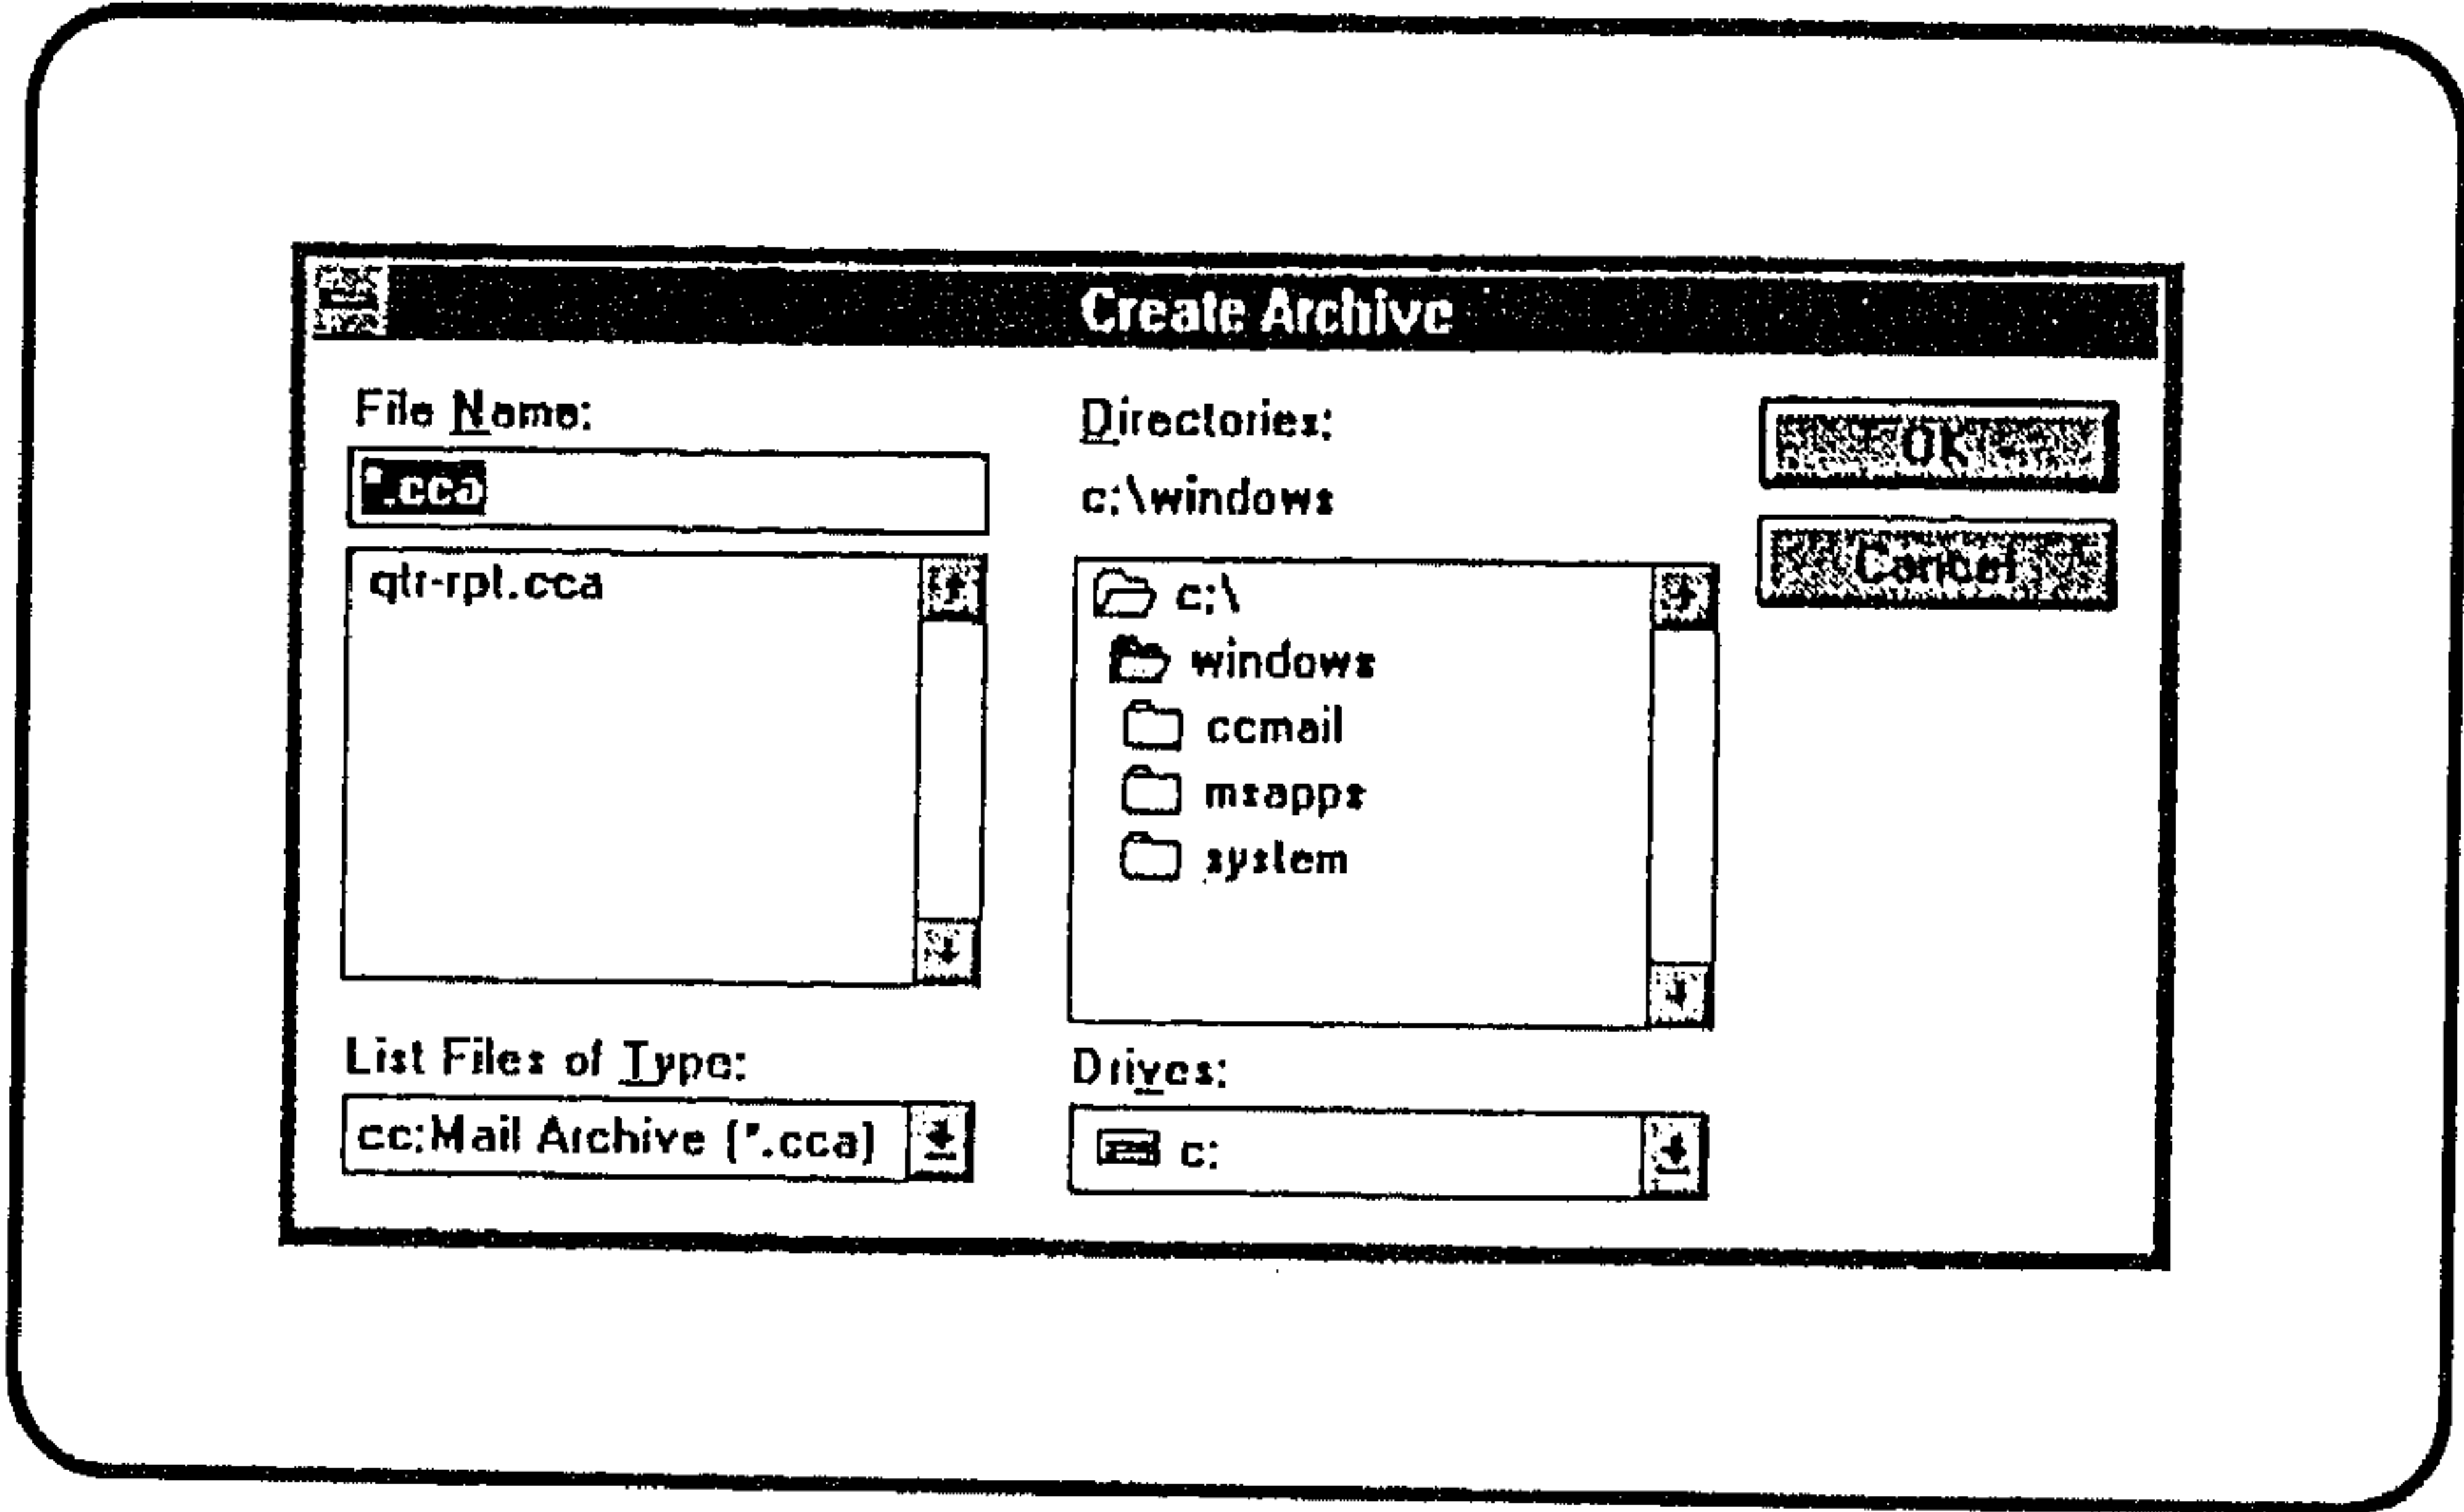 Create Archive
File Name:
*.cca
qtr-rpt.cca
List Files of Type:
cc:Mail Archive (*.cca)
Directories:
c:\windows
c:\
windows
ccmail
msapps
system
Drives:
c:
OK
Cancel